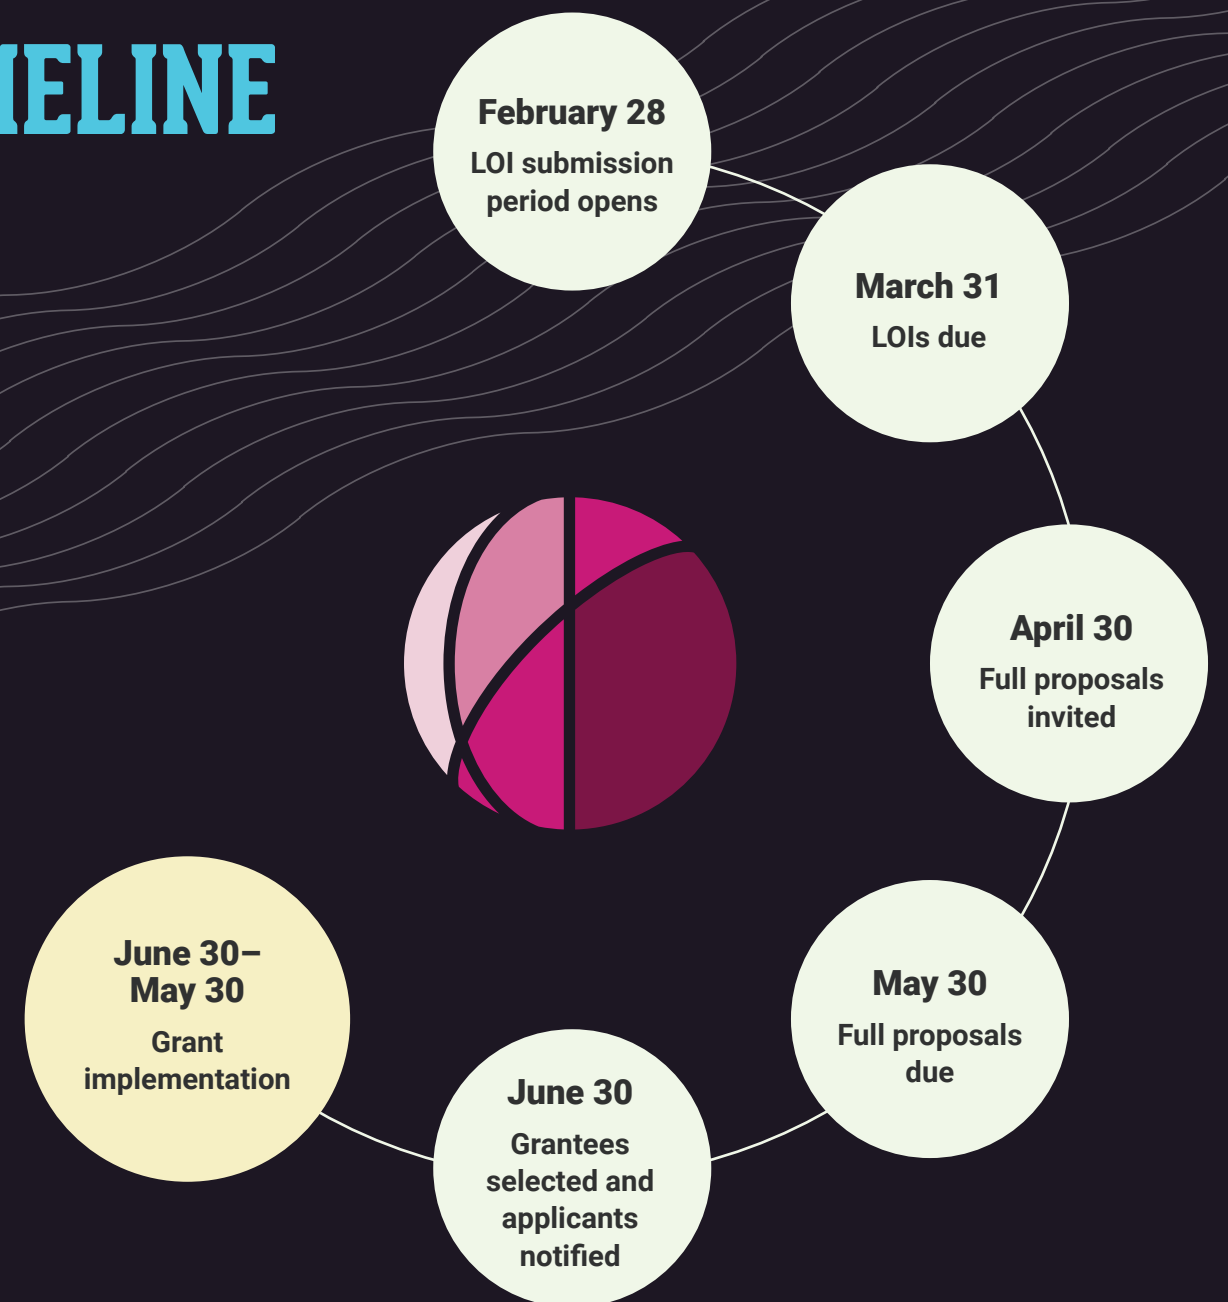 IELINE
February 28
LOI submission
period opens
March 31
LOIs due
April 30
Full proposals
invited
May 30
Full proposals
due
June 30
Grantees
selected and
applicants
notified
June 30–
May 30
Grant
implementation